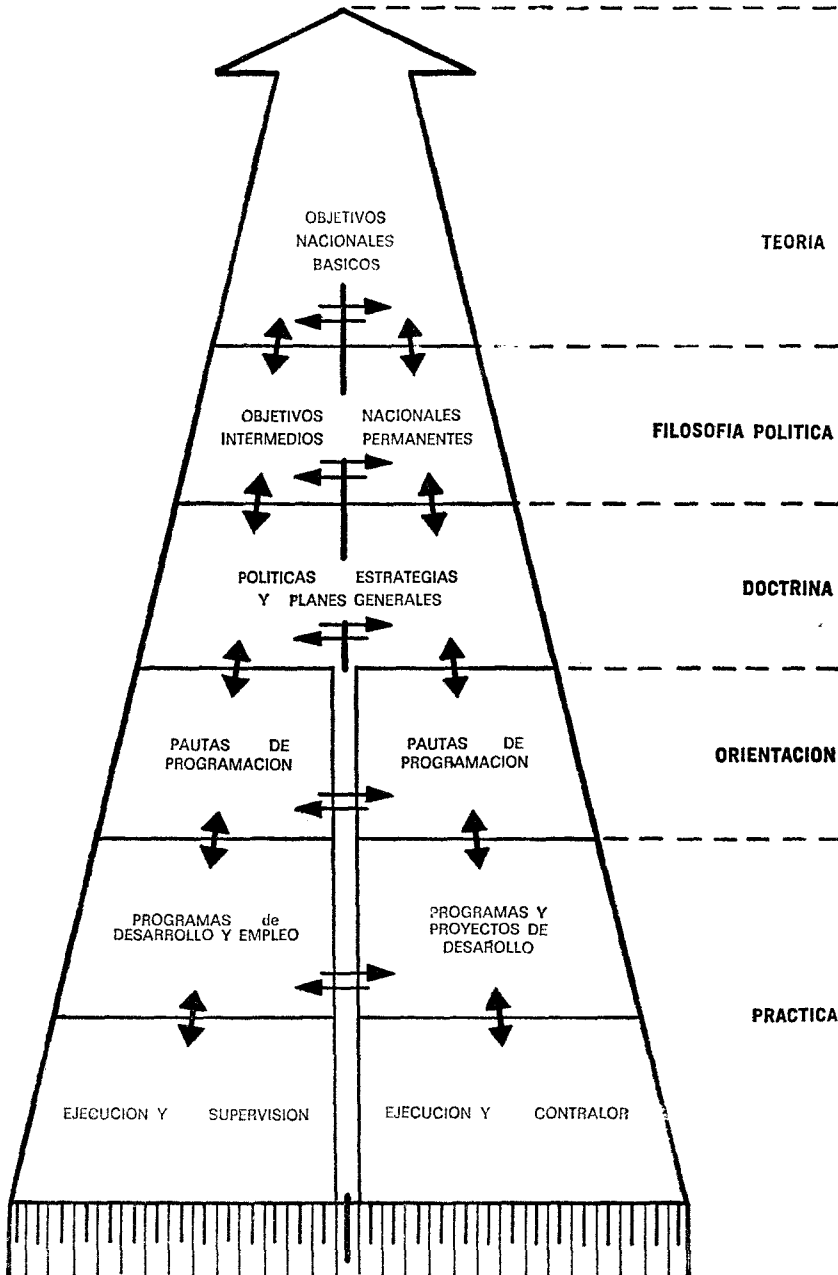 OBJETIVOS
NACIONALES
BASICOS
TEORIA
OBJETIVOS NACIONALES
INTERMEDIOS PERMANENTES
FILOSOFIA POLITICA
POLITICAS ESTRATEGIAS
Y PLANES GENERALES
DOCTRINA
PAUTAS DE
PROGRAMACION
PAUTAS DE
PROGRAMACION
ORIENTACION
PROGRAMAS de
DESARROLLO Y EMPLEO
PROGRAMAS Y
PROYECTOS DE
DESAROLLO
PRACTICA
EJECUCION Y SUPERVISION
EJECUCION Y CONTRALOR